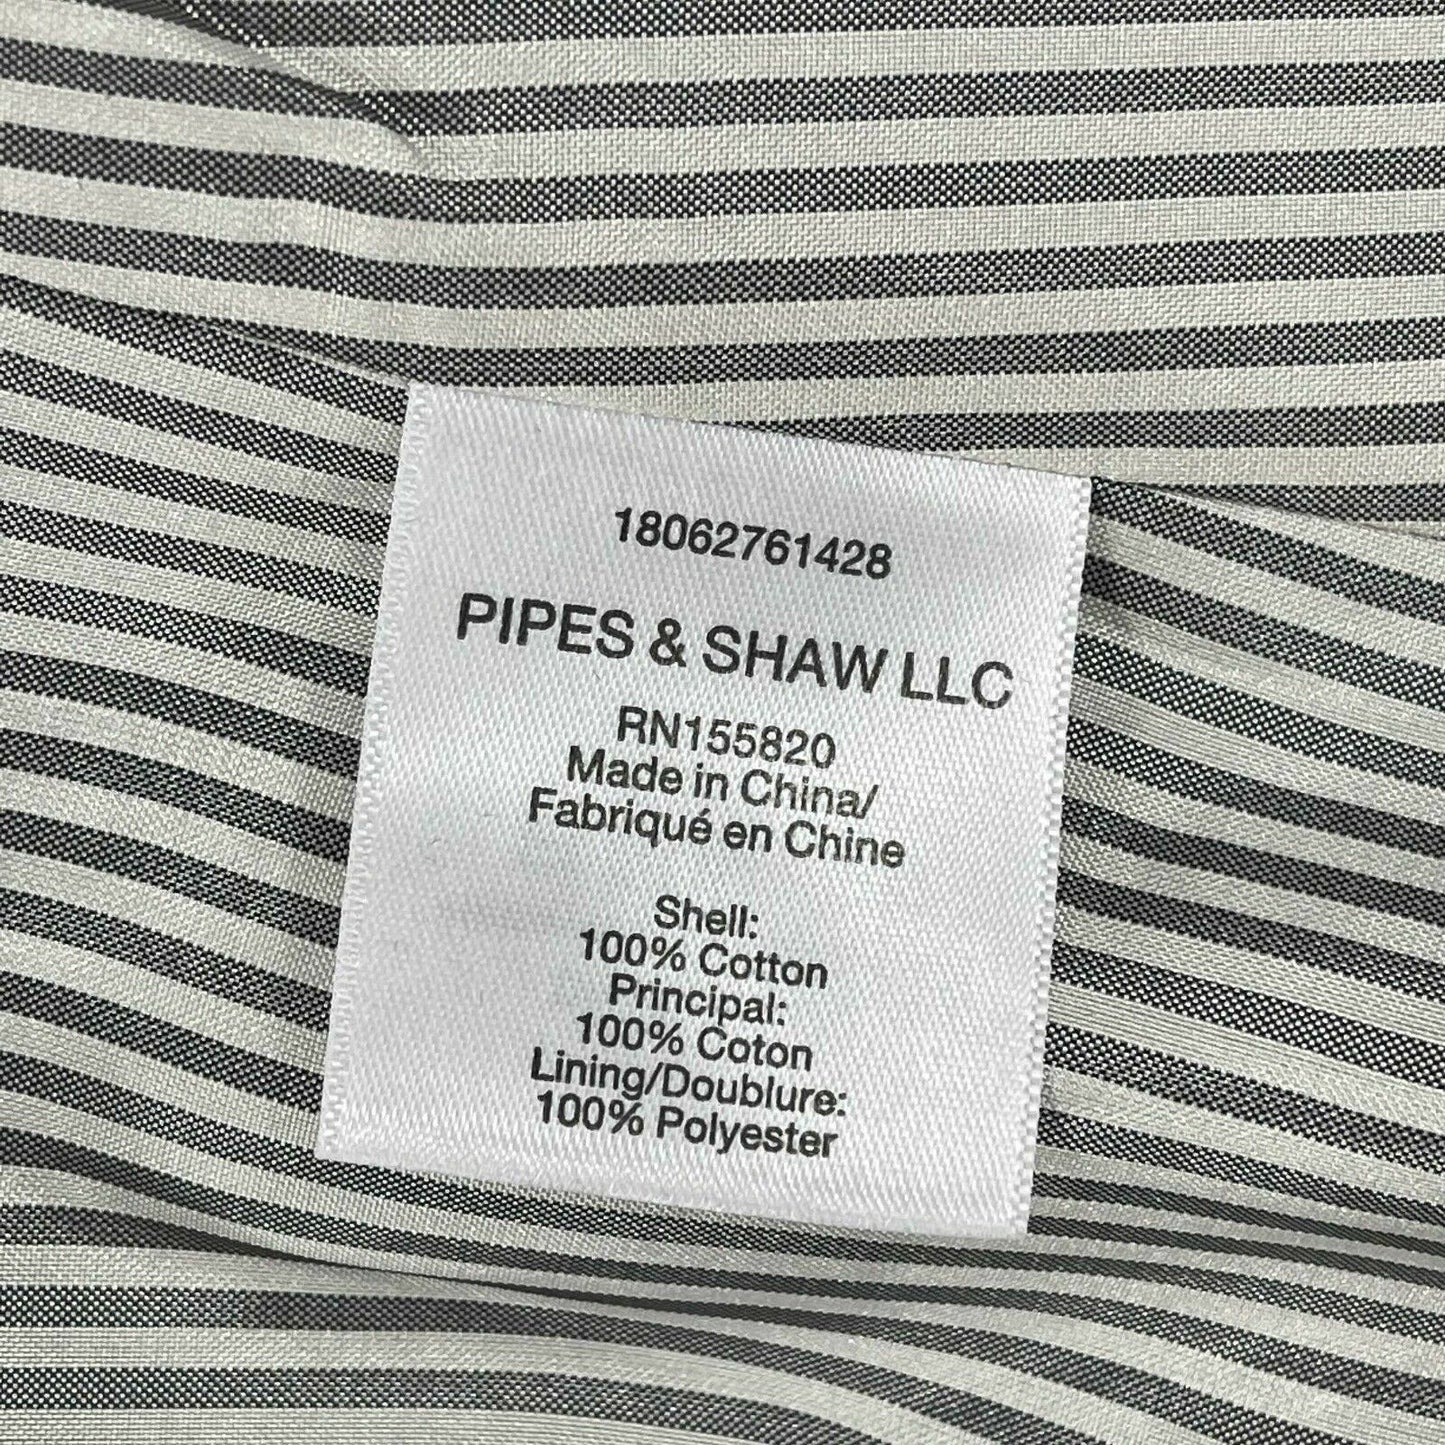 18062761428
PIPES & SHAW LLC
RN155820
Made in China/
Fabriqué en Chine
Shell:
100% Cotton
Principal:
100% Coton
Lining/Doublure:
100% Polyester